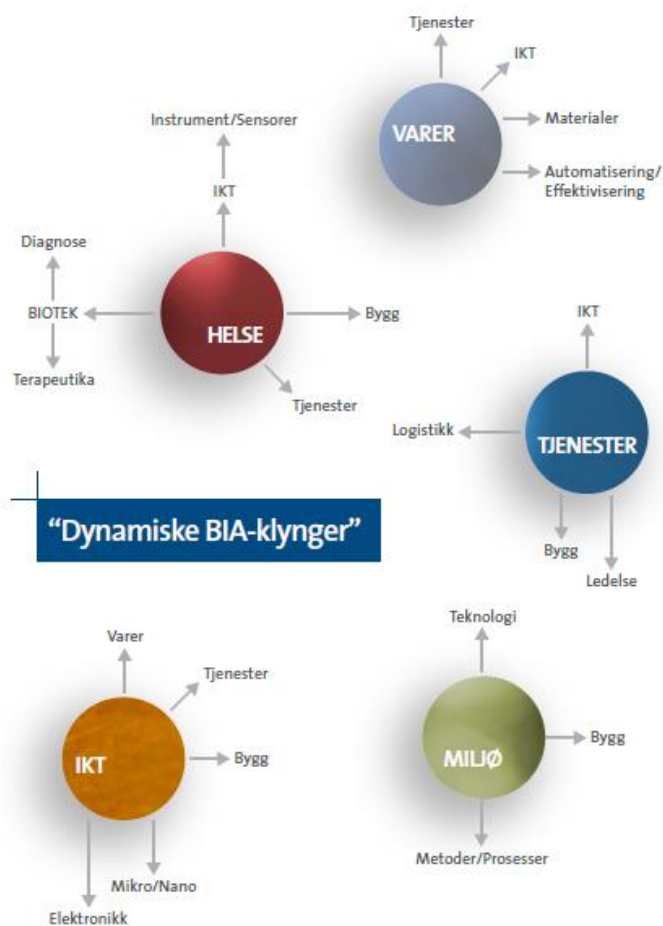 Tjenester
IKT
VARER
Materialer
Automatisering/
Effektivisering
Instrument/Sensorer
IKT
Diagnose
BIOTEK
Terapeutika
HELSE
Bygg
Tjenester
IKT
Logistikk
TJENESTER
Bygg
Ledelse
“Dynamiske BIA-klynger”
Varer
Tjenester
IKT
Bygg
Mikro/Nano
Elektronikk
Teknologi
MILJØ
Bygg
Metoder/Prosesser